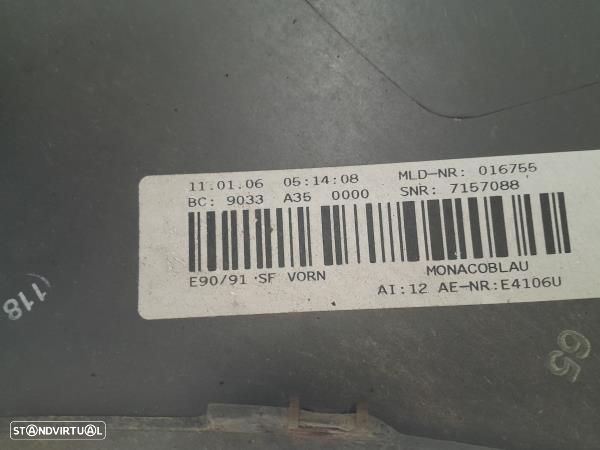 11.01.06 05:14:08 MLD-NR: 016755
BC: 9033 A35 0000 SNR: 7157088
E90/91 SF VORN MONACOBLAU
AI:12 AE-NR:E4106U
118
65
STANDVIRTUAL